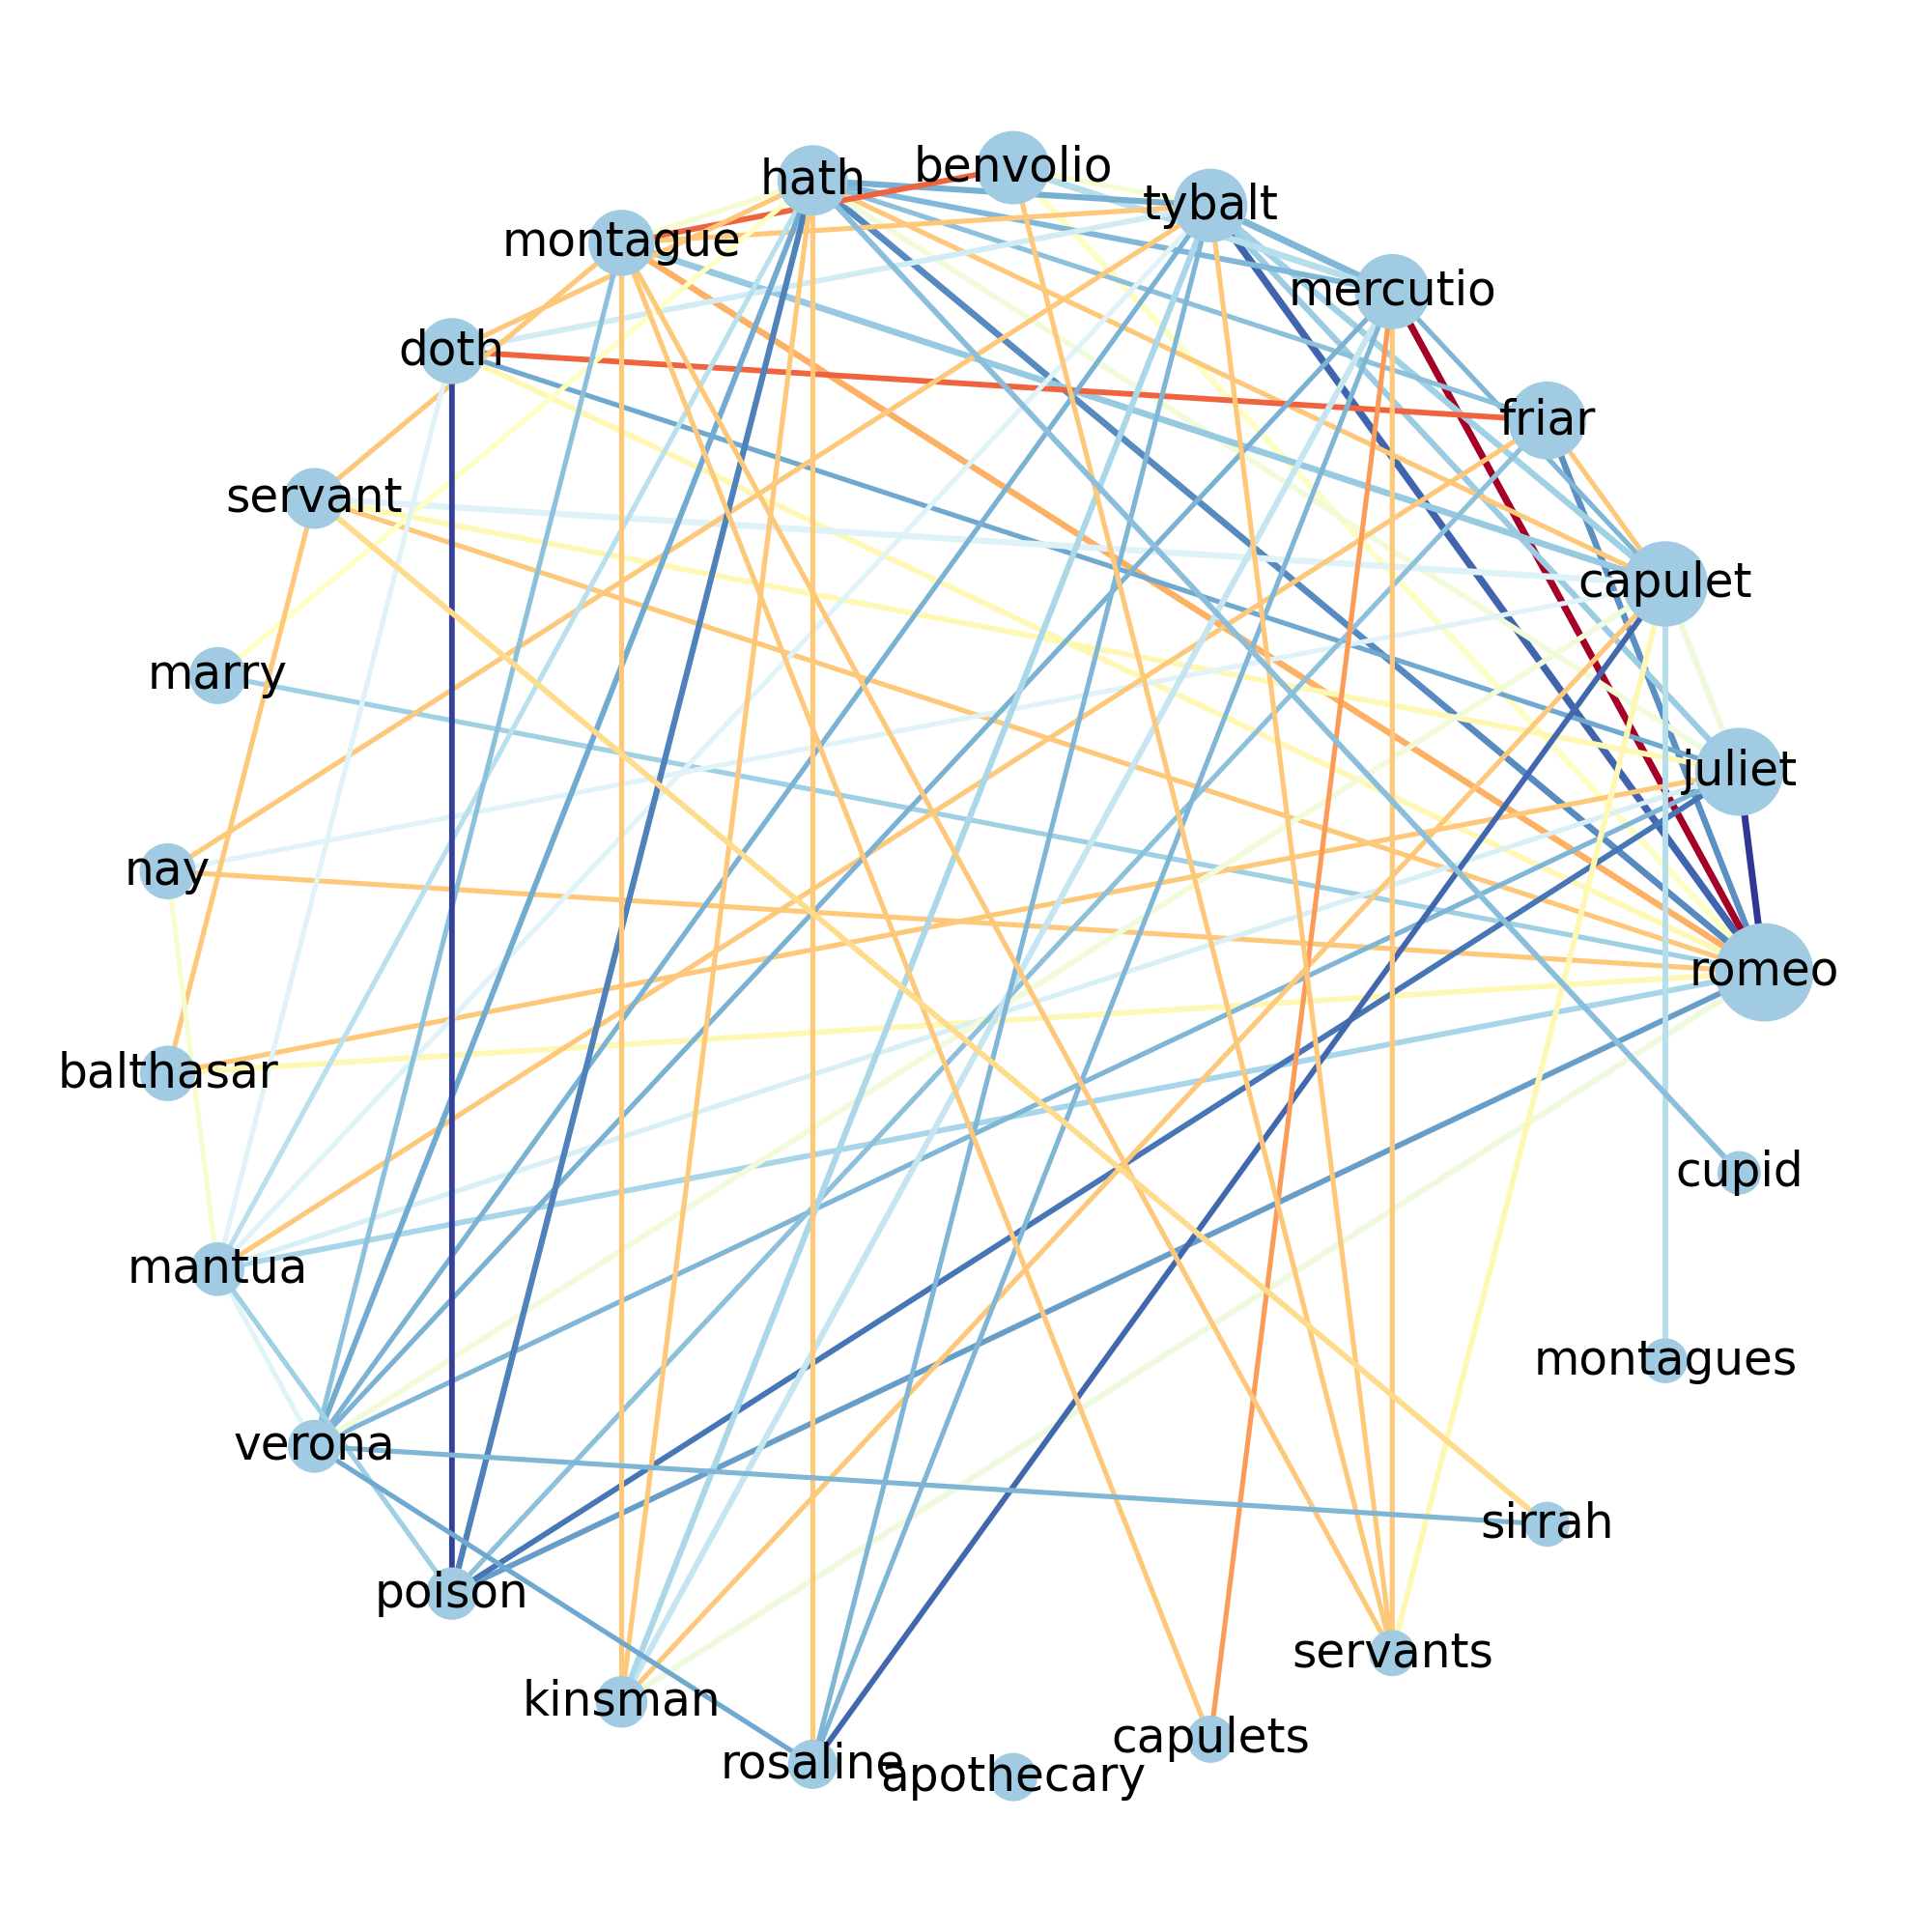 benvolio
hath
tybalt
montague
mercutio
doth
friar
servant
capulet
marry
juliet
nay
romeo
balthasar
cupid
mantua
montagues
verona
sirrah
poison
servants
kinsman
capulets
rosaline
apothecary